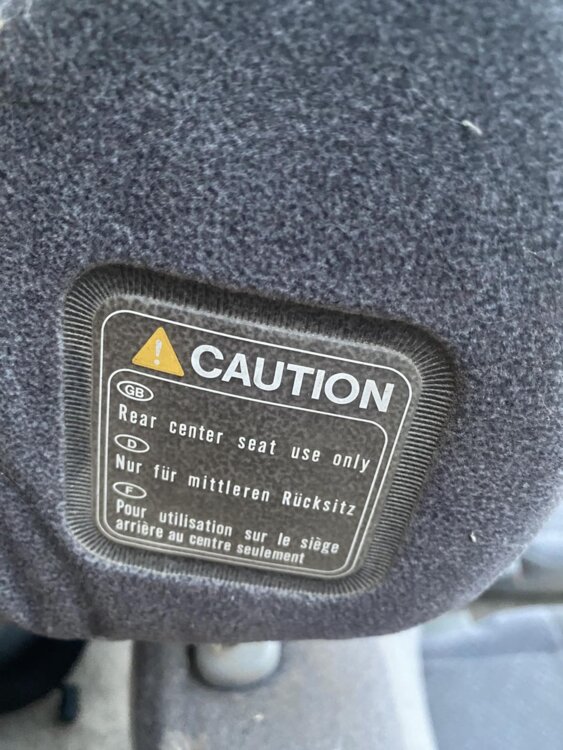 ! CAUTION
GB
Rear center seat use only
D
Nur für mittleren Rücksitz
F
Pour utilisation sur le siège
arrière au centre seulement